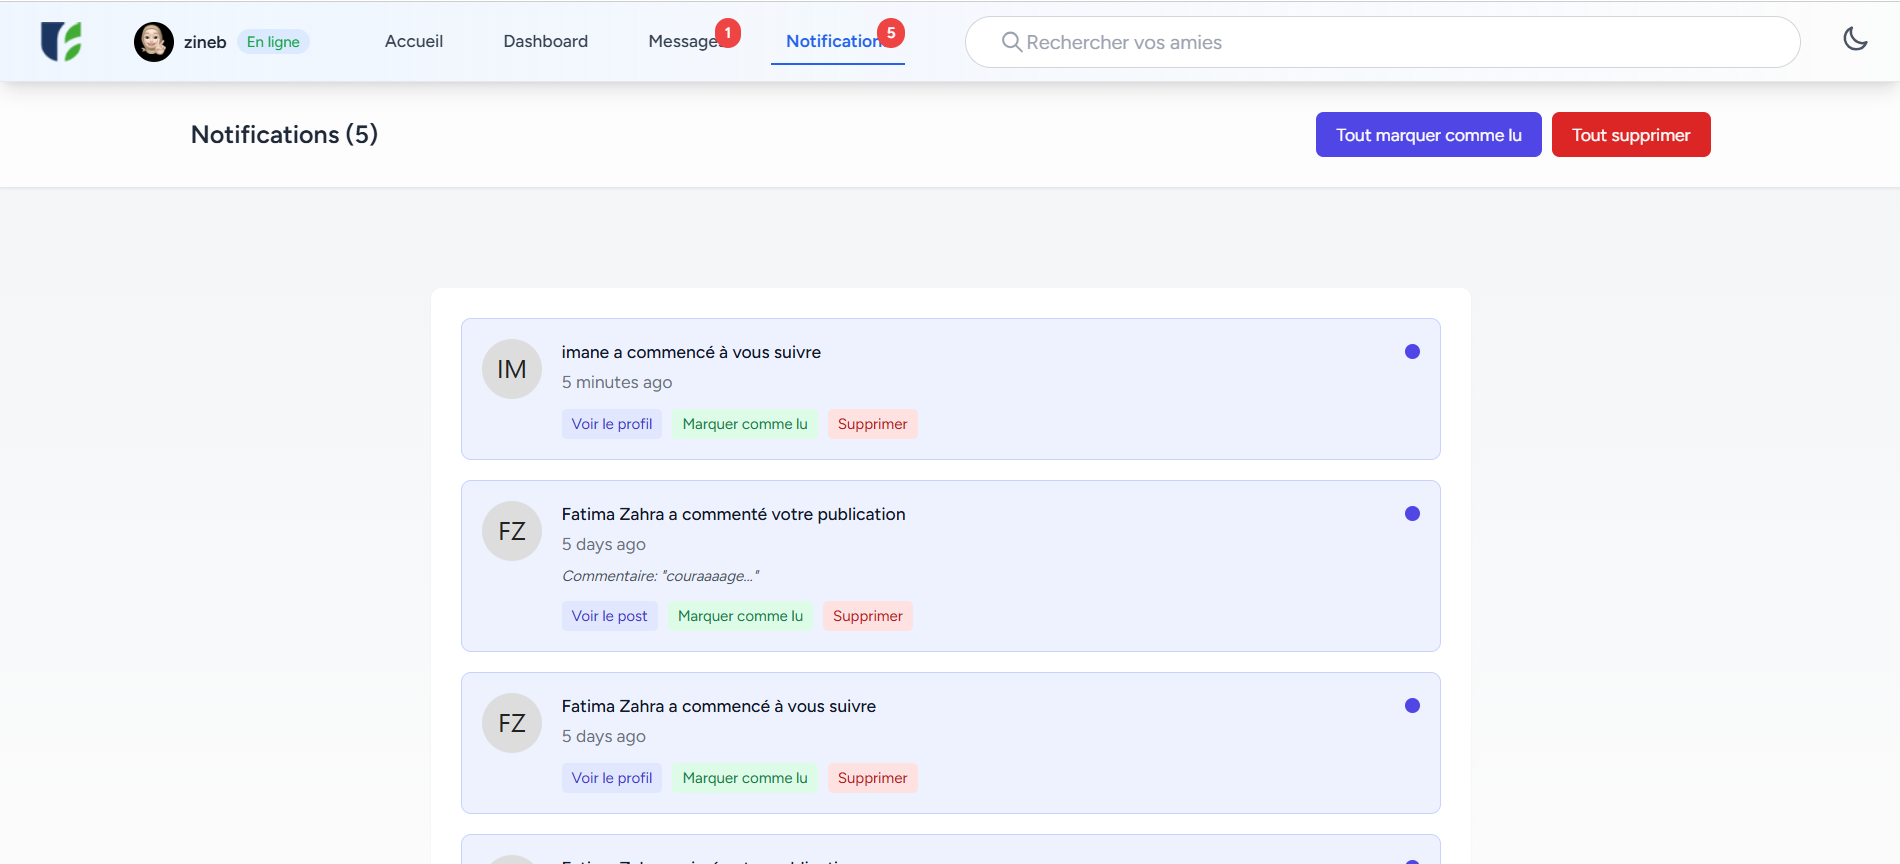 zineb En ligne Accueil Dashboard Message 1 Notification 5 Rechercher vos amies
Notifications (5) Tout marquer comme lu Tout supprimer
IM
imane a commencé à vous suivre
5 minutes ago
Voir le profil Marquer comme lu Supprimer
FZ
Fatima Zahra a commenté votre publication
5 days ago
Commentaire: "couraaaage..."
Voir le post Marquer comme lu Supprimer
FZ
Fatima Zahra a commencé à vous suivre
5 days ago
Voir le profil Marquer comme lu Supprimer